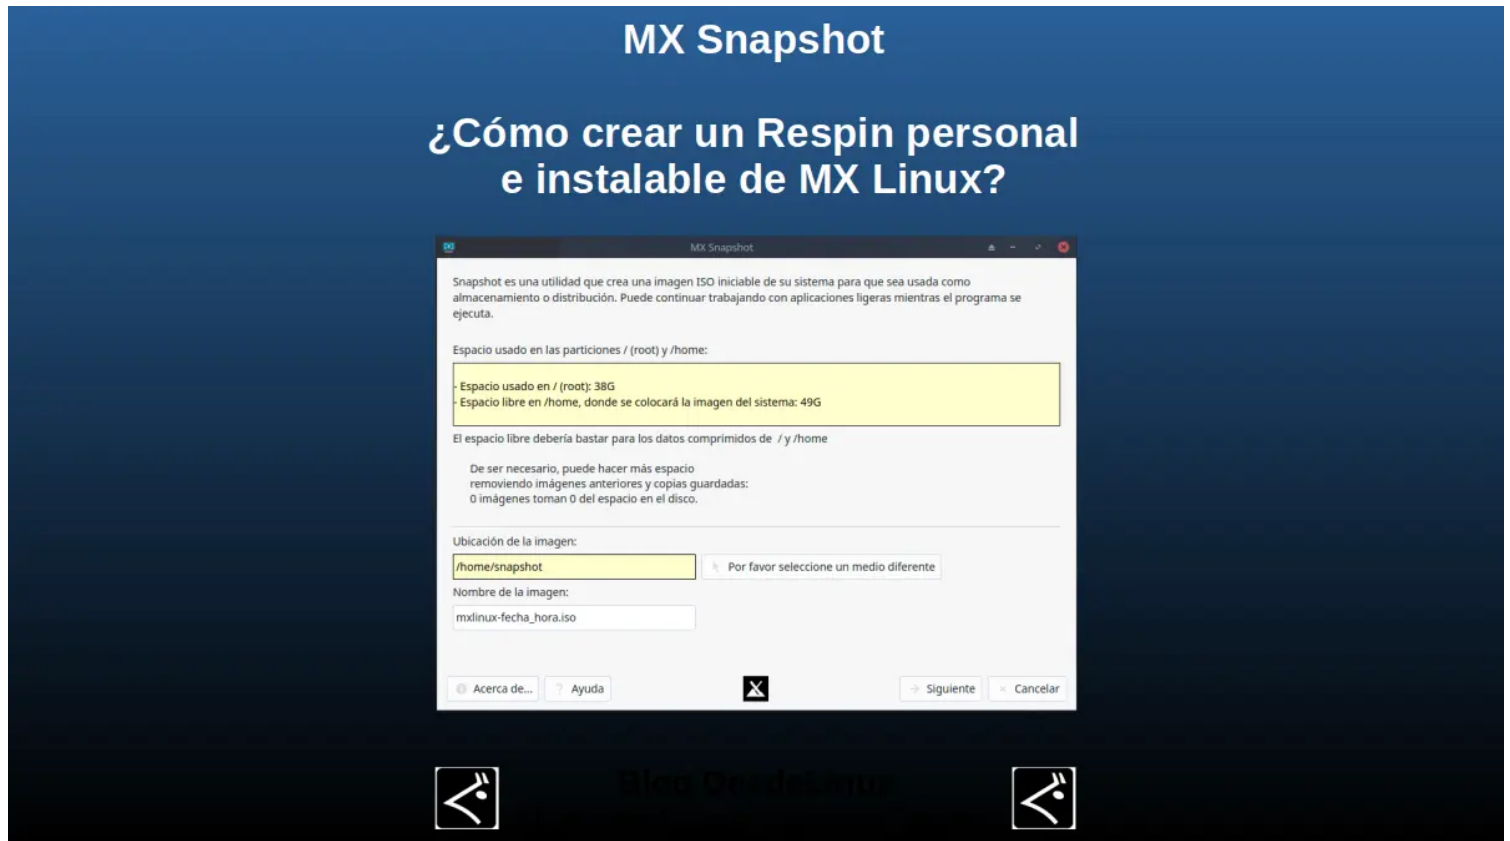 MX Snapshot
¿Cómo crear un Respin personal
e instalable de MX Linux?
MX Snapshot
Snapshot es una utilidad que crea una imagen ISO iniciable de su sistema para que sea usada como
almacenamiento o distribución. Puede continuar trabajando con aplicaciones ligeras mientras el programa se
ejecuta.
Espacio usado en las particiones / (root) y /home:
- Espacio usado en / (root): 38G
- Espacio libre en /home, donde se colocará la imagen del sistema: 49G
El espacio libre debería bastar para los datos comprimidos de / y /home
De ser necesario, puede hacer más espacio
removiendo imágenes anteriores y copias guardadas:
0 imágenes toman 0 del espacio en el disco.
Ubicación de la imagen:
/home/snapshot
Por favor seleccione un medio diferente
Nombre de la imagen:
mxlinux-fecha_hora.iso
Acerca de...
? Ayuda
Siguiente
Cancelar
Blog